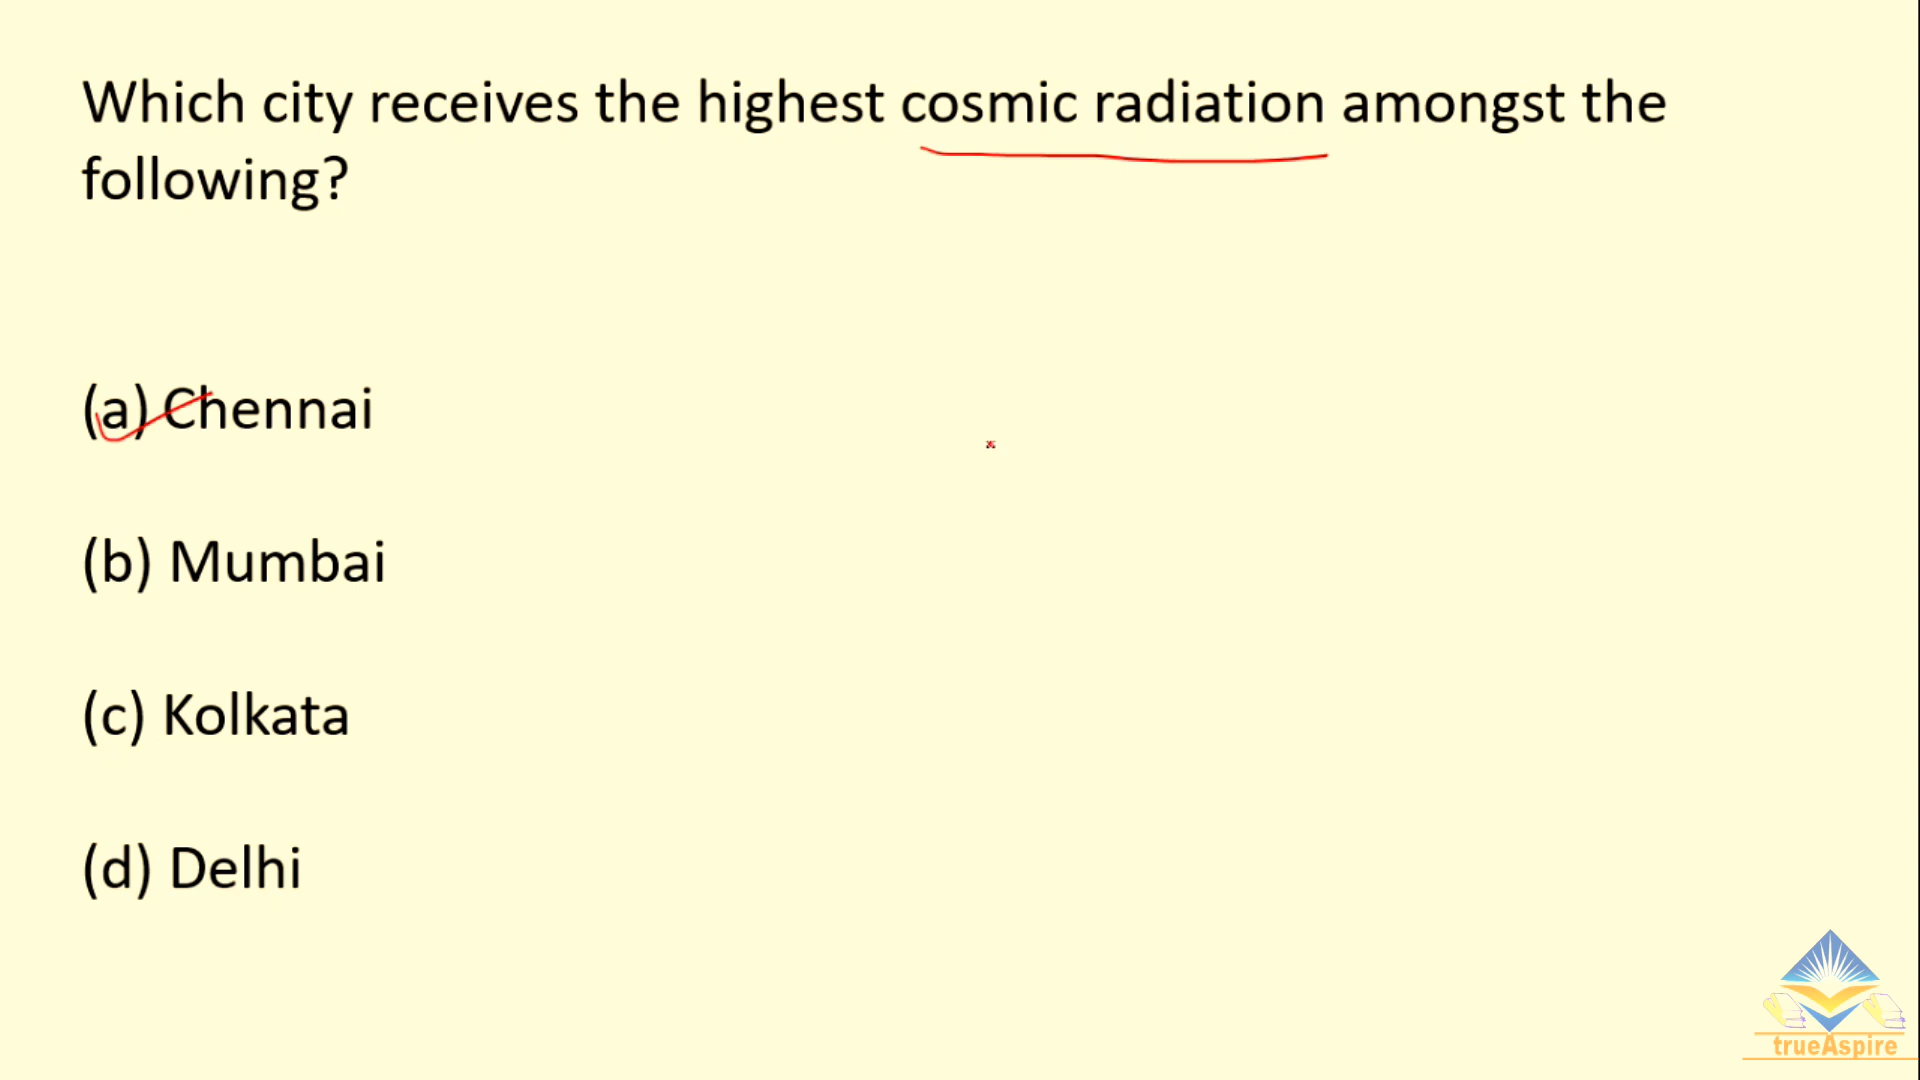 Which city receives the highest cosmic radiation amongst the
following?
(a) Chennai
(b) Mumbai
(c) Kolkata
(d) Delhi
trueAspire